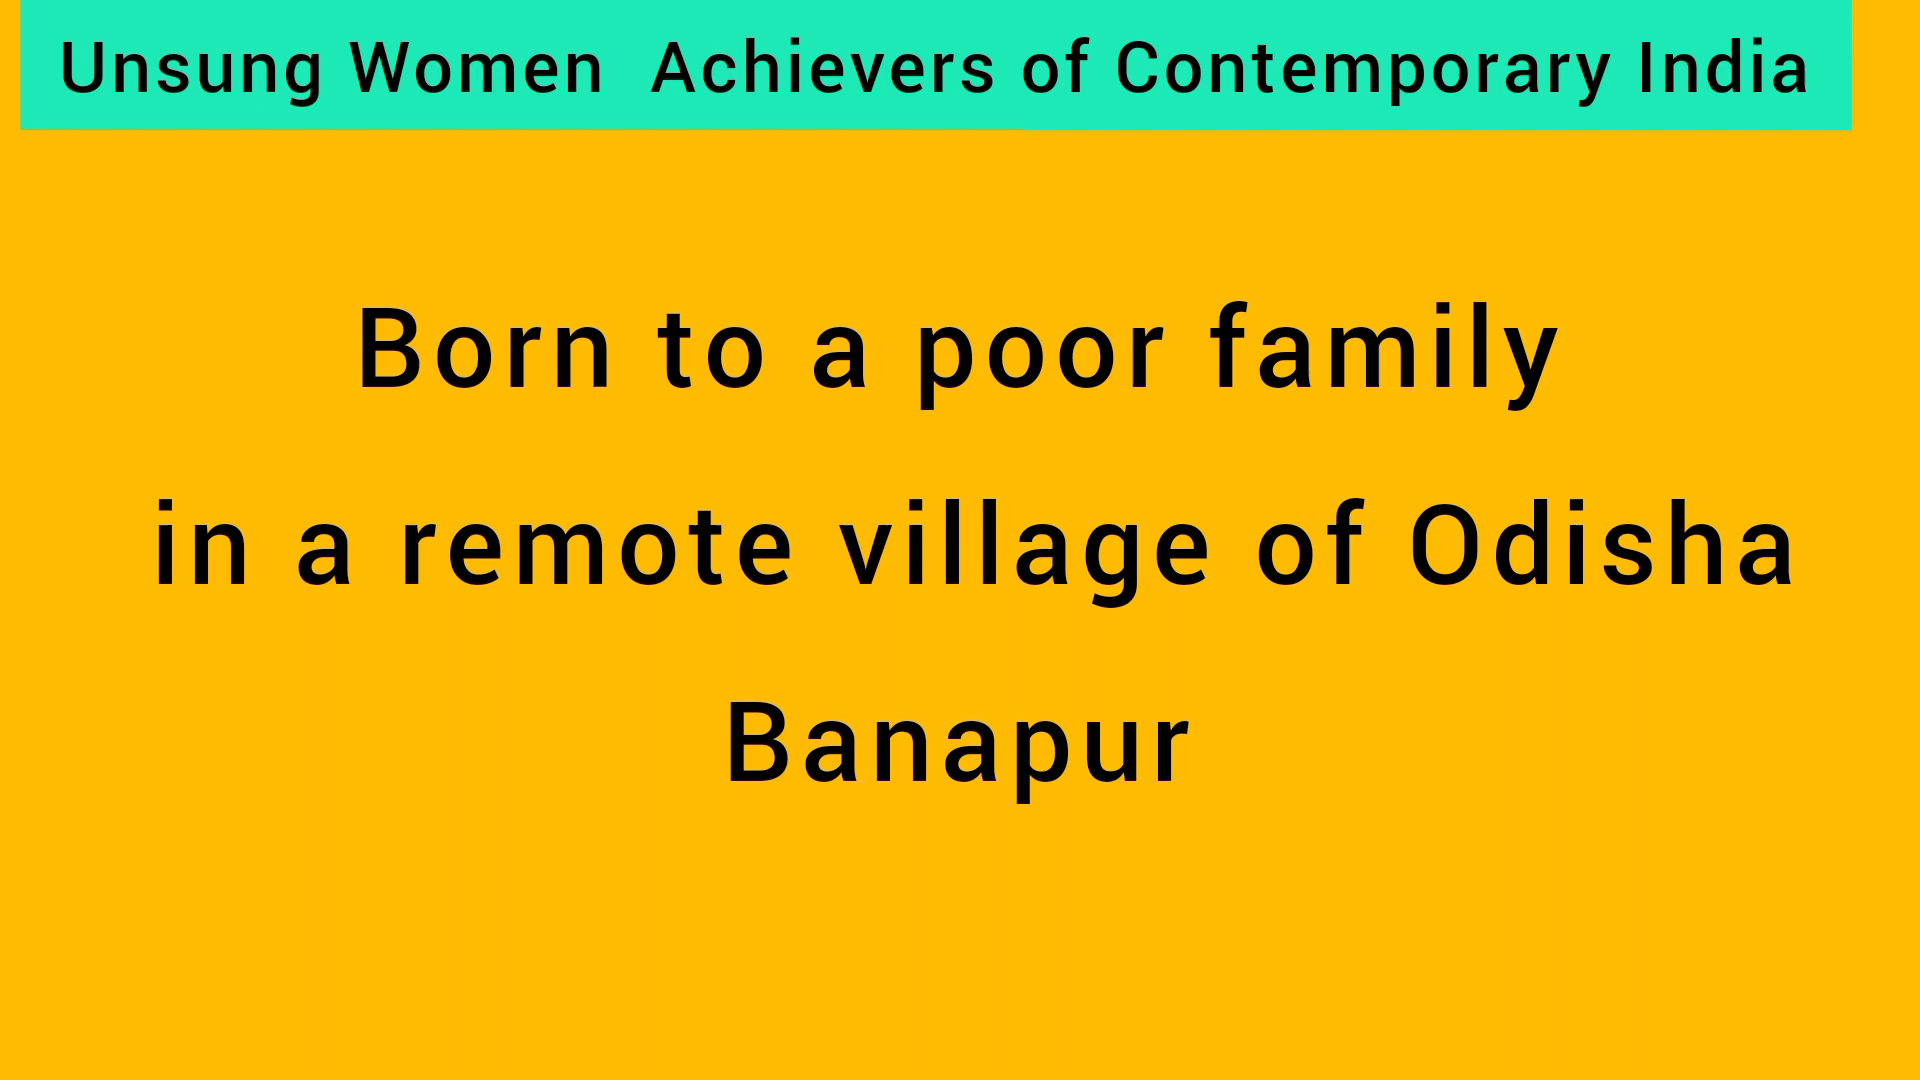 Unsung Women  Achievers of Contemporary India
Born to a poor family
in a remote village of Odisha
Banapur